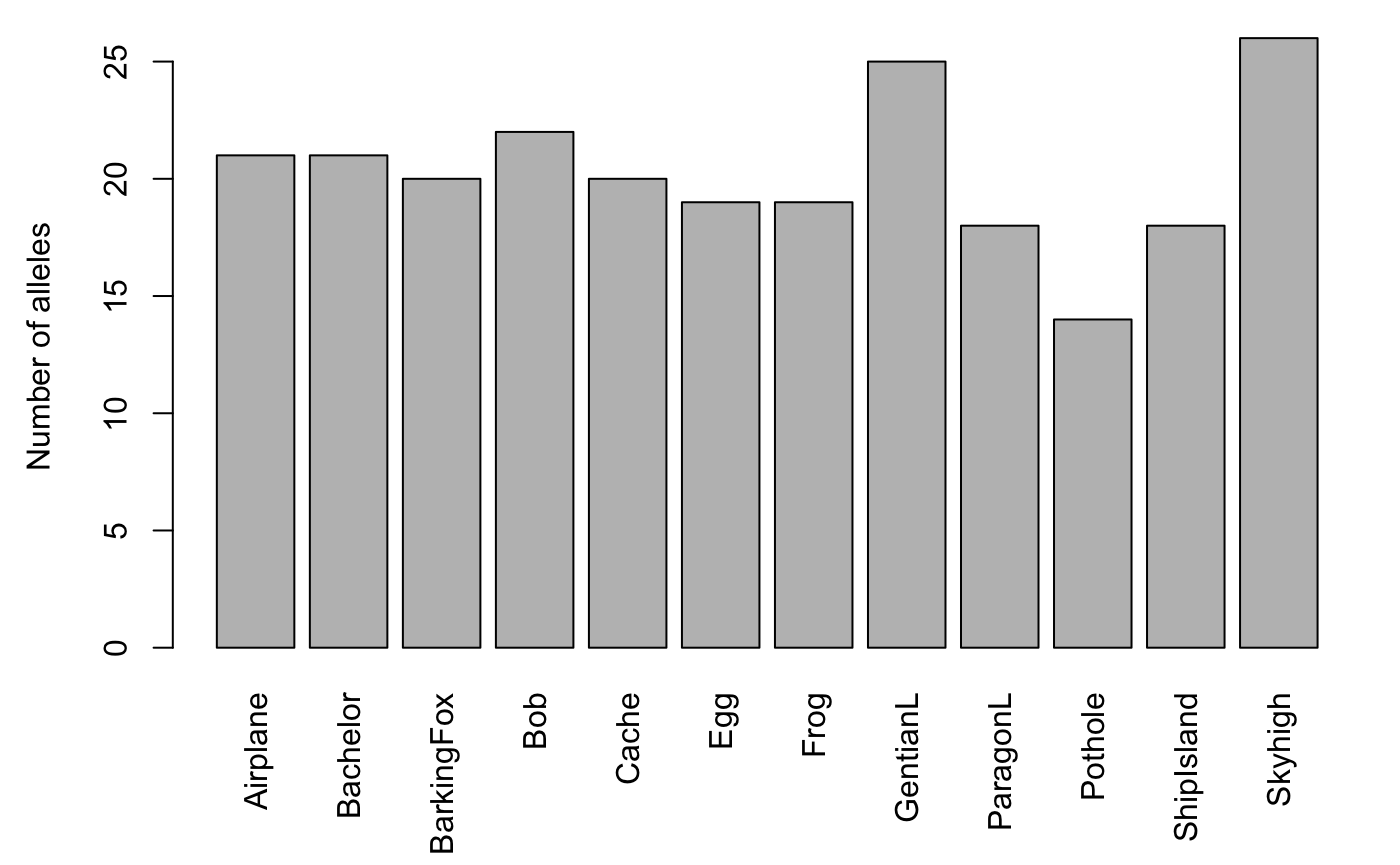 Number of alleles
25
20
15
10
5
0
Airplane
Bachelor
BarkingFox
Bob
Cache
Egg
Frog
GentianL
ParagonL
Pothole
ShipIsland
Skyhigh